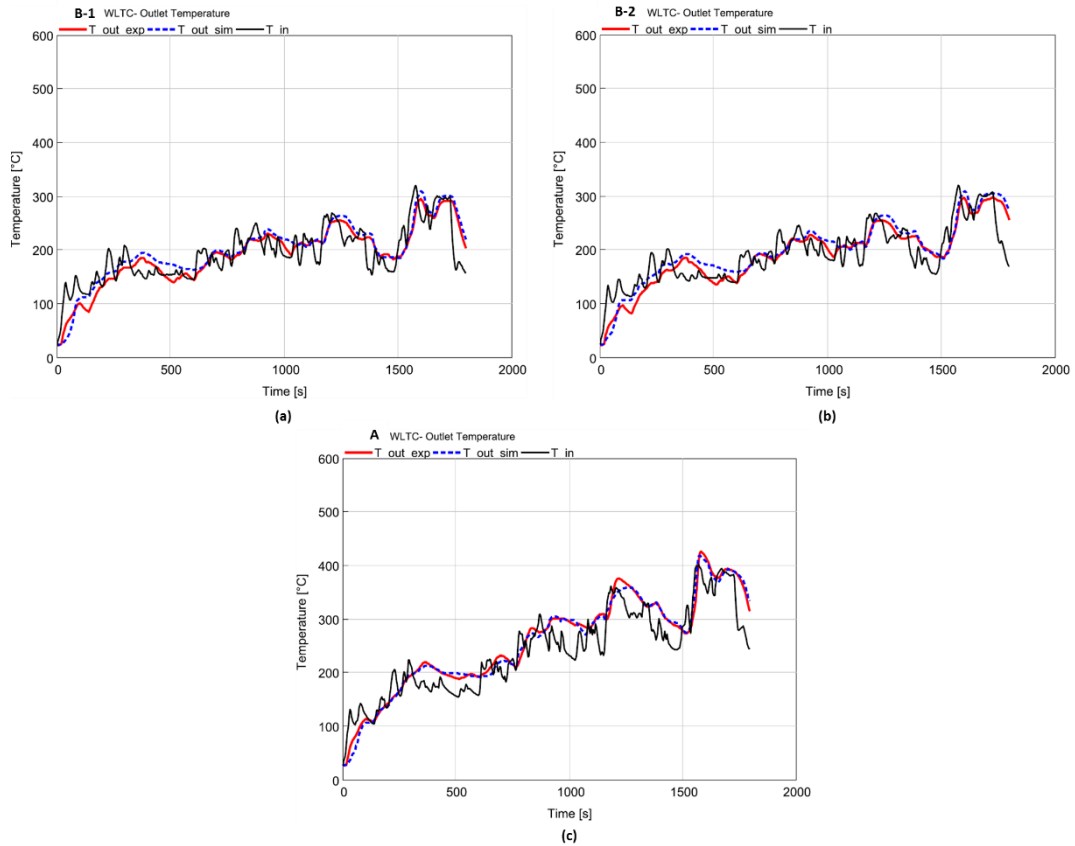 B-1 WLTC- Outlet Temperature
T_out_exp T_out_sim T_in
600
500
400
300
200
100
0
Temperature [°C]
0 500 1000 1500 2000
Time [s]
(a)
B-2 WLTC- Outlet Temperature
T_out_exp T_out_sim T_in
600
500
400
300
200
100
0
Temperature [°C]
0 500 1000 1500 2000
Time [s]
(b)
A WLTC- Outlet Temperature
T_out_exp T_out_sim T_in
600
500
400
300
200
100
0
Temperature [°C]
0 500 1000 1500 2000
Time [s]
(c)